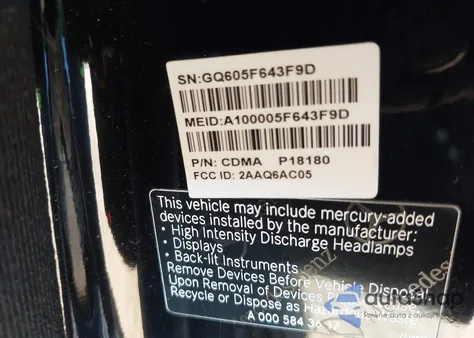 SN:GQ605F643F9D
MEID:A100005F643F9D
P/N: CDMA P18180
FCC ID: 2AAQ6AC05
This vehicle may include mercury-added
devices installed by the manufacturer:
• High Intensity Discharge Headlamps
• Displays
• Back-lit Instruments
Remove Devices Before Vehicle Disposal
Upon Removal of Devices
Recycle or Dispose as
A 000 584 36 17
autoshop